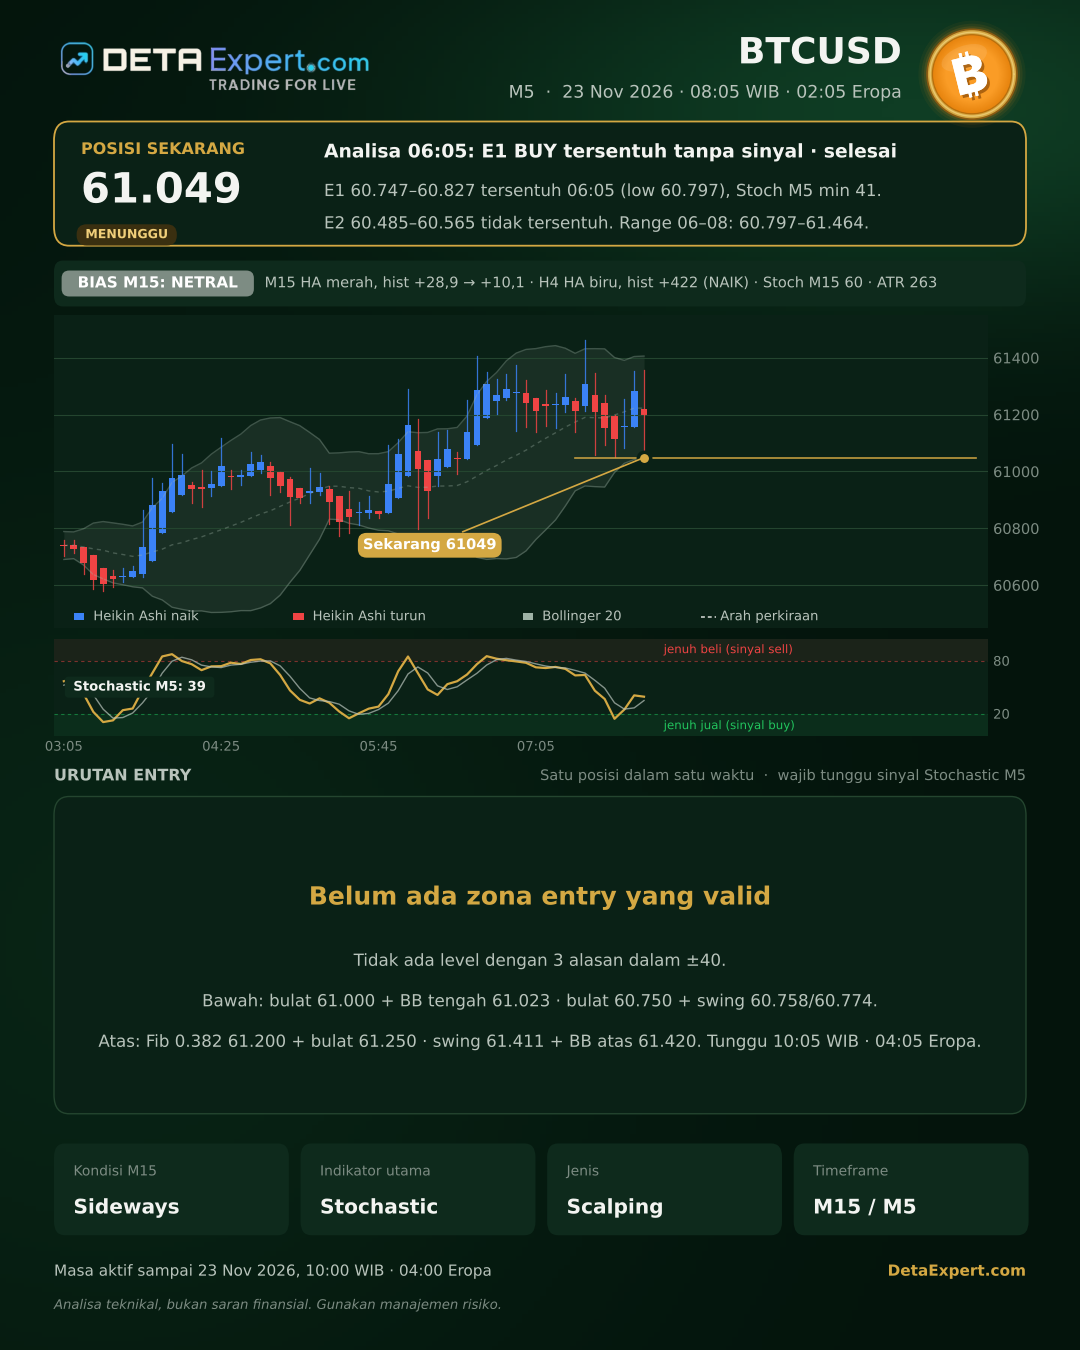 DETA Expert.com
TRADING FOR LIVE
BTCUSD
M5 · 23 Nov 2026 · 08:05 WIB · 02:05 Eropa
POSISI SEKARANG
61.049
MENUNGGU
Analisa 06:05: E1 BUY tersentuh tanpa sinyal · selesai
E1 60.747–60.827 tersentuh 06:05 (low 60.797), Stoch M5 min 41.
E2 60.485–60.565 tidak tersentuh. Range 06–08: 60.797–61.464.
BIAS M15: NETRAL
M15 HA merah, hist +28,9 → +10,1 · H4 HA biru, hist +422 (NAIK) · Stoch M15 60 · ATR 263
61400
61200
61000
60800
60600
Sekarang 61049
Heikin Ashi naik
Heikin Ashi turun
Bollinger 20
Arah perkiraan
jenuh beli (sinyal sell)
80
Stochastic M5: 39
20
jenuh jual (sinyal buy)
03:05
04:25
05:45
07:05
URUTAN ENTRY
Satu posisi dalam satu waktu · wajib tunggu sinyal Stochastic M5
Belum ada zona entry yang valid
Tidak ada level dengan 3 alasan dalam ±40.
Bawah: bulat 61.000 + BB tengah 61.023 · bulat 60.750 + swing 60.758/60.774.
Atas: Fib 0.382 61.200 + bulat 61.250 · swing 61.411 + BB atas 61.420. Tunggu 10:05 WIB · 04:05 Eropa.
Kondisi M15
Sideways
Indikator utama
Stochastic
Jenis
Scalping
Timeframe
M15 / M5
Masa aktif sampai 23 Nov 2026, 10:00 WIB · 04:00 Eropa
DetaExpert.com
Analisa teknikal, bukan saran finansial. Gunakan manajemen risiko.